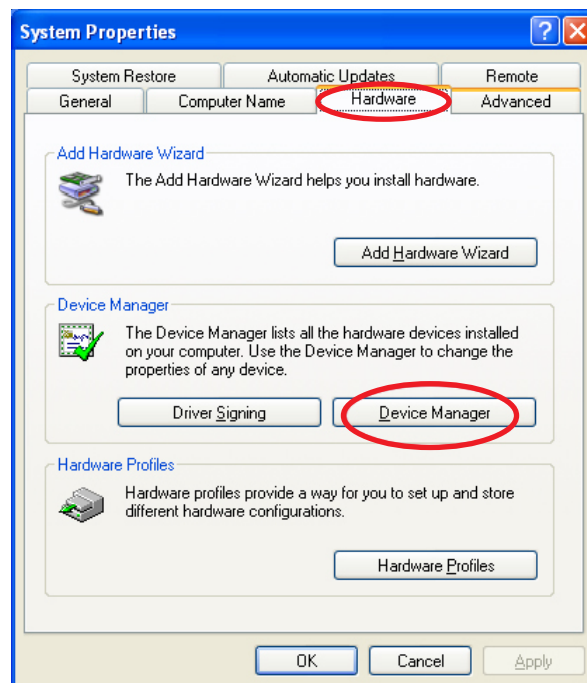 System Properties
System Restore
Automatic Updates
Remote
General
Computer Name
Hardware
Advanced
Add Hardware Wizard
The Add Hardware Wizard helps you install hardware.
Add Hardware Wizard
Device Manager
The Device Manager lists all the hardware devices installed
on your computer. Use the Device Manager to change the
properties of any device.
Driver Signing
Device Manager
Hardware Profiles
Hardware profiles provide a way for you to set up and store
different hardware configurations.
Hardware Profiles
OK
Cancel
Apply